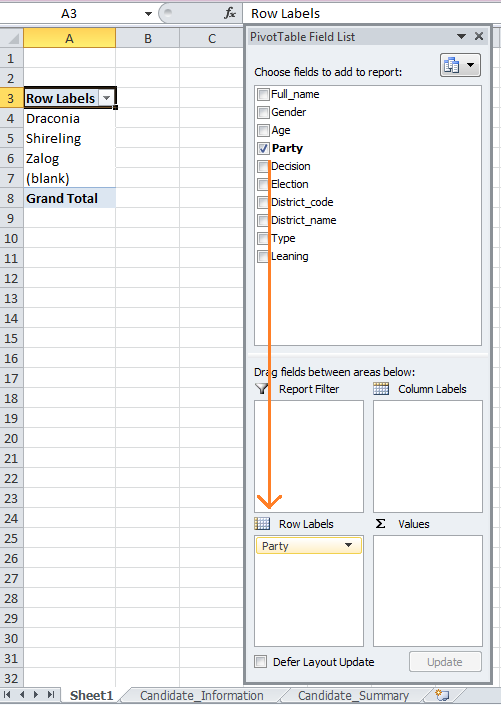 A3 fx Row Labels
A B C
PivotTable Field List
Choose fields to add to report:
1
2
3 Row Labels
4 Draconia
5 Shireling
6 Zalog
7 (blank)
8 Grand Total
9
10
11
12
13
14
15
16
17
18
19
20
21
22
23
24
25
26
27
28
29
30
31
32
Full_name
Gender
Age
Party
Decision
Election
District_code
District_name
Type
Leaning
Drag fields between areas below:
Report Filter Column Labels
Row Labels Σ Values
Party
Defer Layout Update Update
Sheet1 Candidate_Information Candidate_Summary